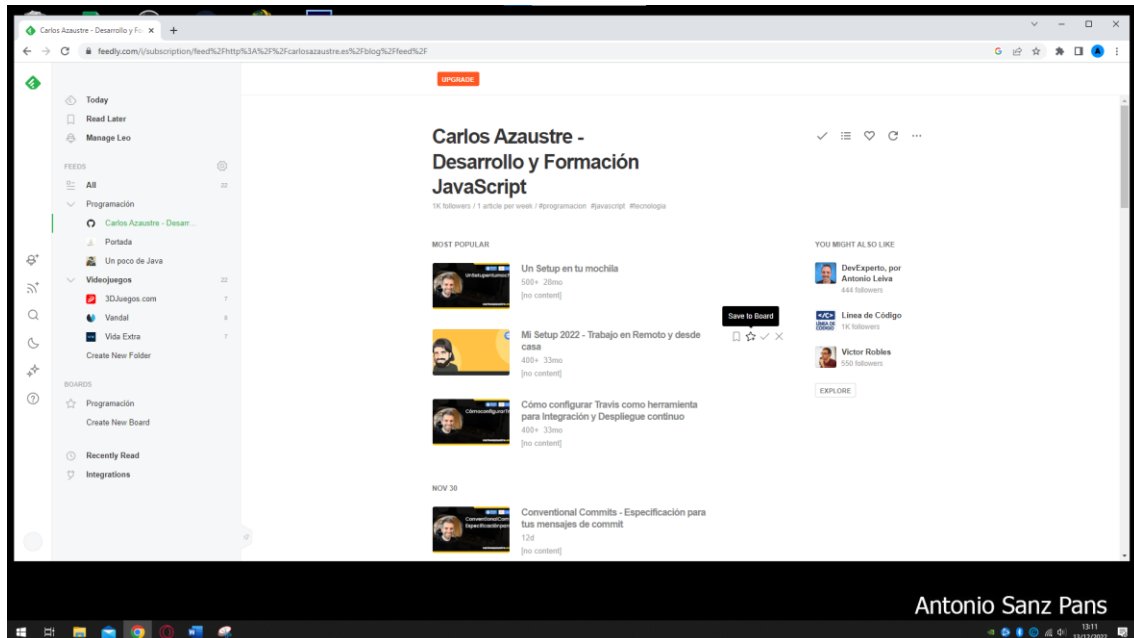 Carlos Azaustre - Desarrollo y Fo
feedly.com/i/subscription/feed%2Fhttp%3A%2F%2Fcarlosazaustre.es%2Fblog%2Ffeed%2F
UPGRADE
Today
Read Later
Manage Leo
FEEDS
All 22
Programación
Carlos Azaustre - Desarr...
Portada
Un poco de Java
Videojuegos 22
3DJuegos.com 7
Vandal 8
Vida Extra 7
Create New Folder
BOARDS
Programación
Create New Board
Recently Read
Integrations
Carlos Azaustre -
Desarrollo y Formación
JavaScript
1K followers / 1 article per week / #programacion #javascript #tecnologia
MOST POPULAR
Un Setup en tu mochila
500+ 28mo
[no content]
Mi Setup 2022 - Trabajo en Remoto y desde
casa
400+ 33mo
[no content]
Save to Board
Cómo configurar Travis como herramienta
para Integración y Despliegue continuo
400+ 33mo
[no content]
NOV 30
Conventional Commits - Especificación para
tus mensajes de commit
12d
[no content]
YOU MIGHT ALSO LIKE
DevExperto, por
Antonio Leiva
444 followers
Línea de Código
1K followers
Victor Robles
550 followers
EXPLORE
Antonio Sanz Pans
13:11
13/12/2022